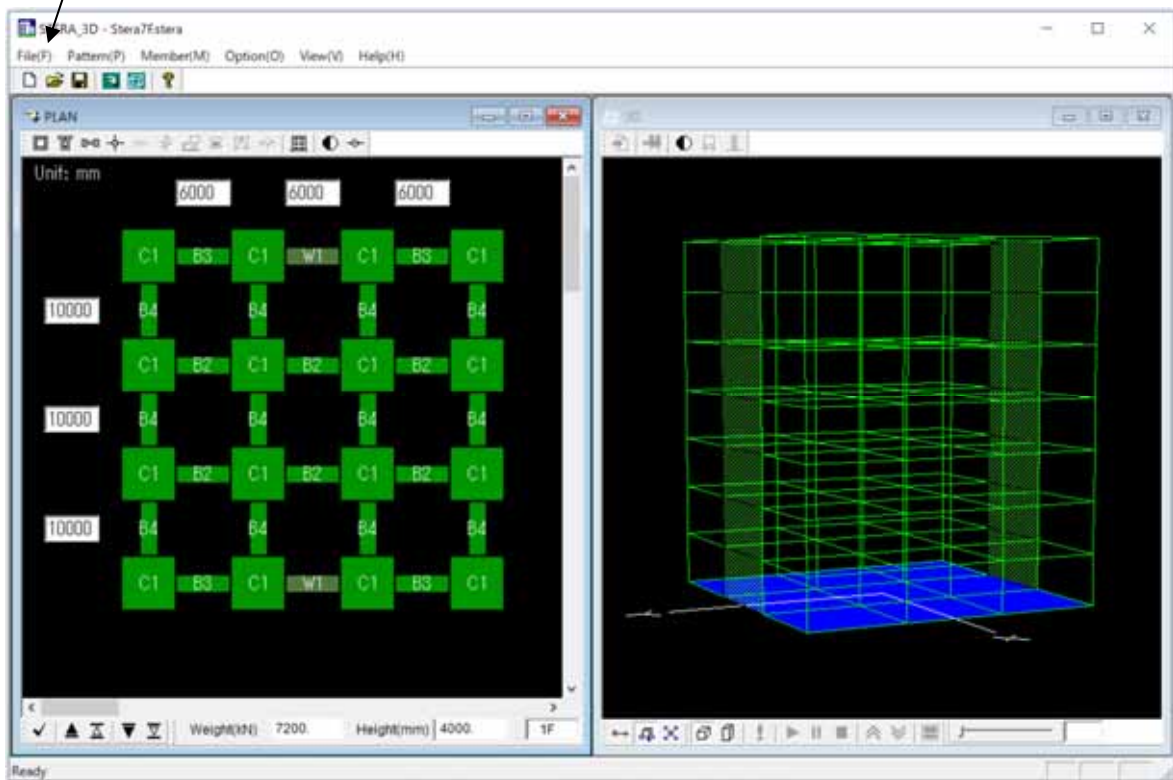 STERA_3D - Stera7Estera
File(F) Pattern(P) Member(M) Option(O) View(V) Help(H)
PLAN
Unit: mm
6000 6000 6000
C1 B3 C1 W1 C1 B3 C1
10000 B4 B4 B4 B4
C1 B2 C1 B2 C1 B2 C1
10000 B4 B4 B4 B4
C1 B2 C1 B2 C1 B2 C1
10000 B4 B4 B4 B4
C1 B3 C1 W1 C1 B3 C1
Weight(kN) 7200. Height(mm) 4000. 1F
Ready